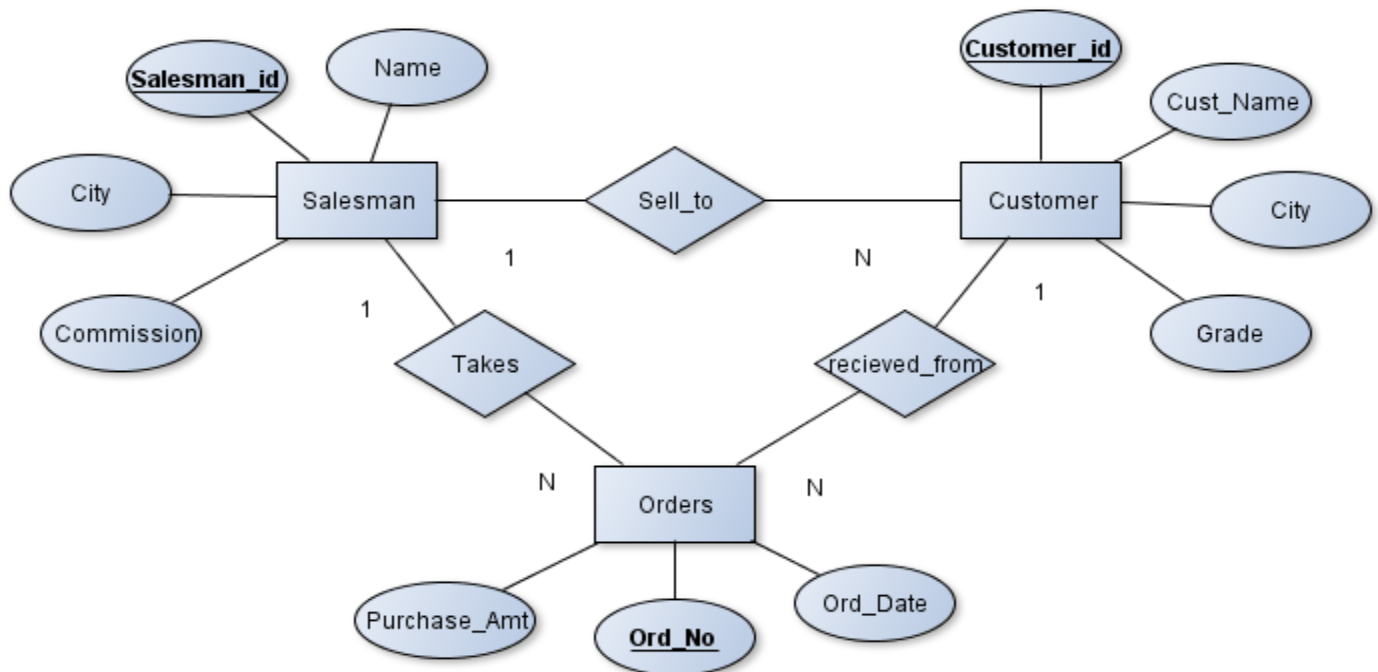 Salesman_id
Name
Customer_id
Cust_Name
City
Salesman
Sell_to
Customer
City
1
N
Commission
1
1
Grade
Takes
recieved_from
N
N
Orders
Purchase_Amt
Ord_No
Ord_Date